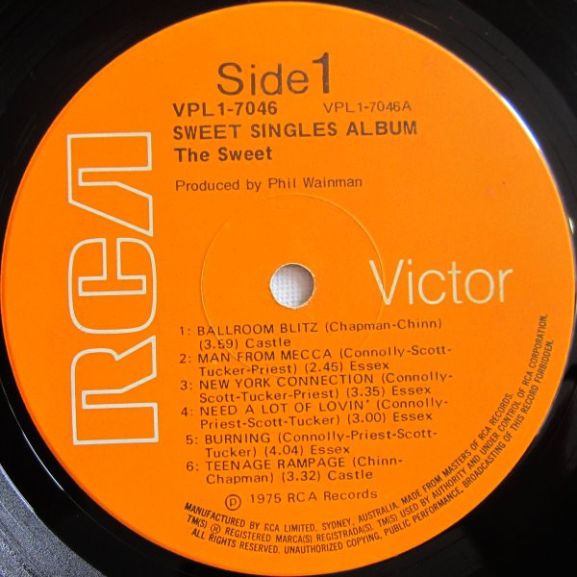 Side 1
VPL1-7046 VPL1-7046A
SWEET SINGLES ALBUM
The Sweet
Produced by Phil Wainman
RCA
Victor
1: BALLROOM BLITZ (Chapman-Chinn)
(3.59) Castle
2: MAN FROM MECCA (Connolly-Scott-
Tucker-Priest) (2.45) Essex
3: NEW YORK CONNECTION (Connolly-
Scott-Tucker-Priest) (3.35) Essex
4: NEED A LOT OF LOVIN' (Connolly-
Priest-Scott-Tucker) (3.00) Essex
5: BURNING (Connolly-Priest-Scott-
Tucker) (4.04) Essex
6: TEENAGE RAMPAGE (Chinn-
Chapman) (3.32) Castle
Ⓟ 1975 RCA Records
MANUFACTURED BY RCA LIMITED, SYDNEY, AUSTRALIA, MADE FROM MASTERS OF RCA RECORDS.
TM(S) ® REGISTERED MARCA(S) REGISTRADA(S). TM(S) USED BY AUTHORITY AND UNDER CONTROL OF RCA CORPORATION.
ALL RIGHTS RESERVED. UNAUTHORIZED COPYING, PUBLIC PERFORMANCE, BROADCASTING OF THIS RECORD FORBIDDEN.